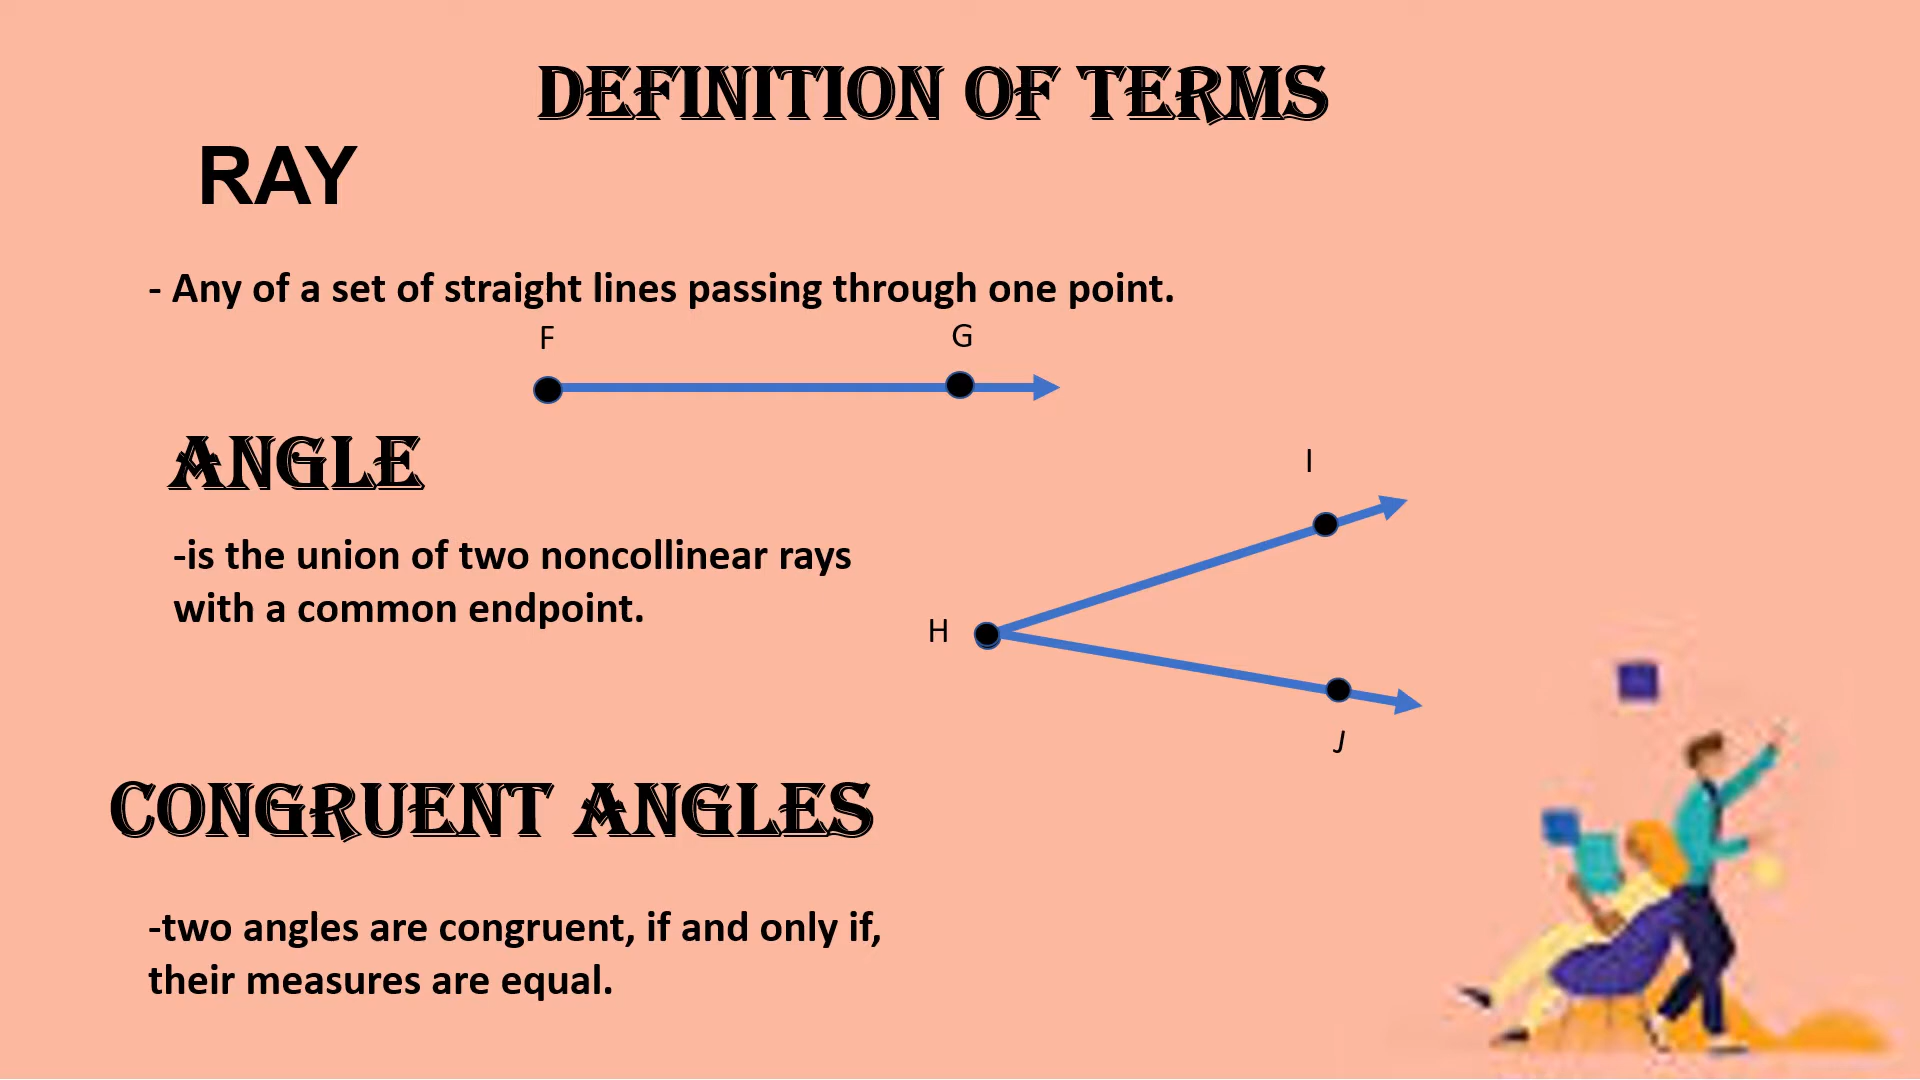 DEFINITION OF TERMS
RAY
- Any of a set of straight lines passing through one point.
F
G
ANGLE
I
-is the union of two noncollinear rays
with a common endpoint.
H
J
CONGRUENT ANGLES
-two angles are congruent, if and only if,
their measures are equal.